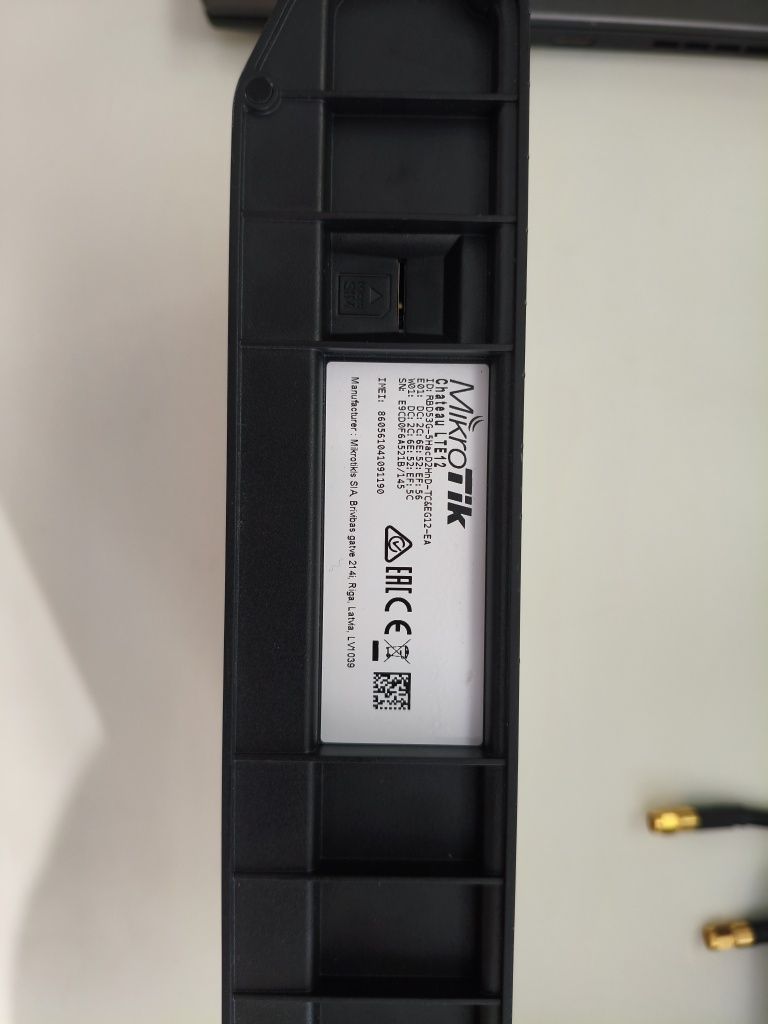 MikroTik
Chateau LTE12
ID: RBD53G-5HacD2HnD-TC&EG12-EA
E01: DC:2C:6E:52:EF:56
W01: DC:2C:6E:52:EF:5C
SN: E9CD0F6A521B/145
IMEI: 860561041091190
EAC CE
Manufacturer: Mikrotikls SIA, Brivibas gatve 214i, Riga, Latvia, LV1039
SIM